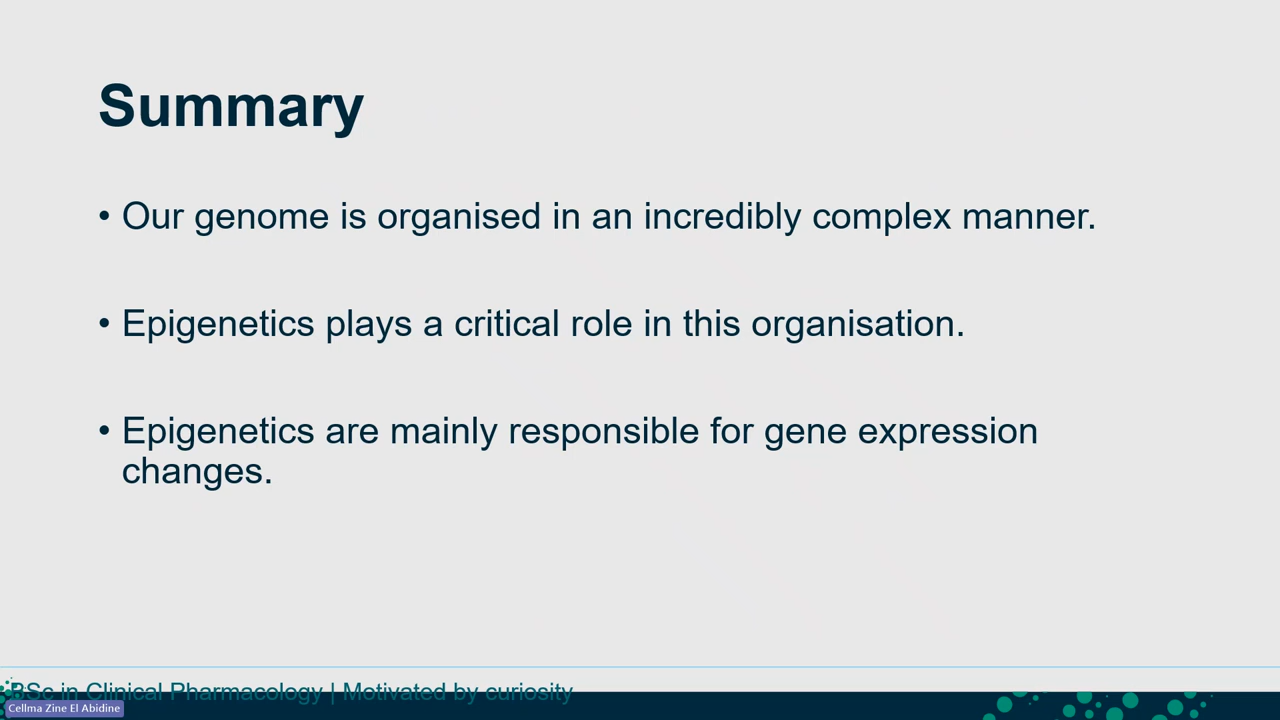 Summary
• Our genome is organised in an incredibly complex manner.
• Epigenetics plays a critical role in this organisation.
• Epigenetics are mainly responsible for gene expression
changes.
BSc in Clinical Pharmacology | Motivated by curiosity
Cellma Zine El Abidine